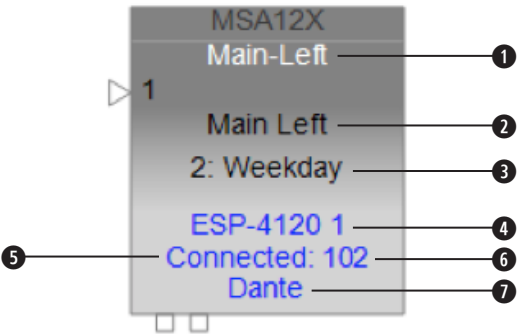 MSA12X
Main-Left 1
1
Main Left 2
2: Weekday 3
ESP-4120 1 4
5 Connected: 102 6
Dante 7